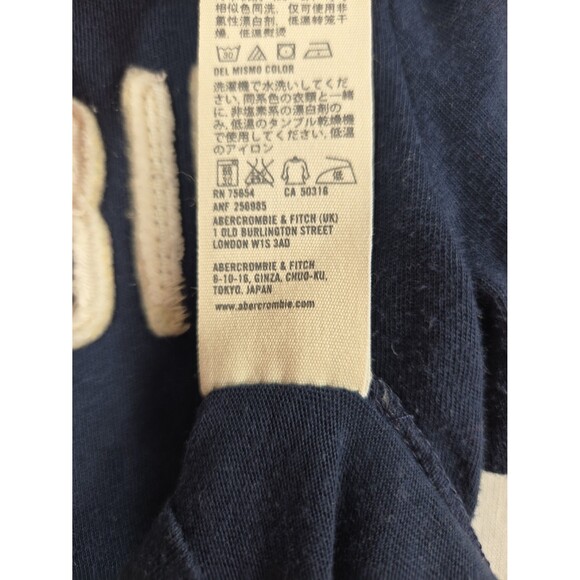 相似色同洗, 仅可使用非
氯性漂白剂, 低温转笼干
燥, 低温熨烫
30
DEL MISMO COLOR
洗濯機で水洗いしてくだ
さい, 同系色の衣類と一緒
に, 非塩素系の漂白剤の
み, 低温のタンブル乾燥機
で使用してください, 低温
のアイロン
低
RN 75654 CA 50316
ANF 256985
ABERCROMBIE & FITCH (UK)
1 OLD BURLINGTON STREET
LONDON W1S 3AD
ABERCROMBIE & FITCH
6-10-16, GINZA, CHUO-KU,
TOKYO, JAPAN
www.abercrombie.com